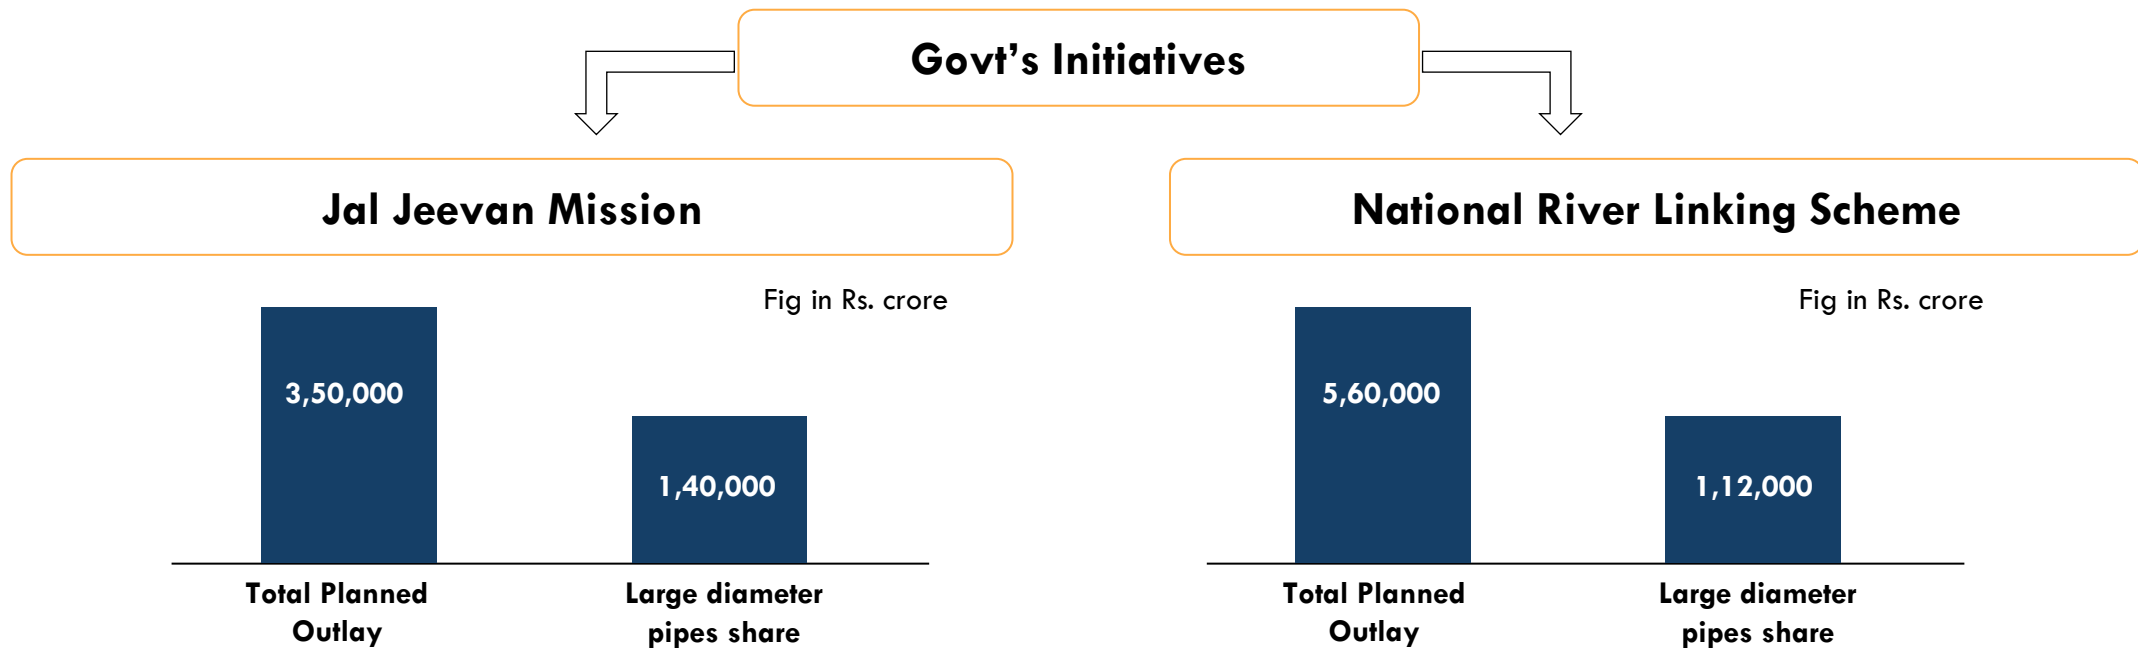 Govt’s Initiatives
Jal Jeevan Mission
National River Linking Scheme
Fig in Rs. crore
3,50,000
1,40,000
Total Planned
Outlay
Large diameter
pipes share
Fig in Rs. crore
5,60,000
1,12,000
Total Planned
Outlay
Large diameter
pipes share